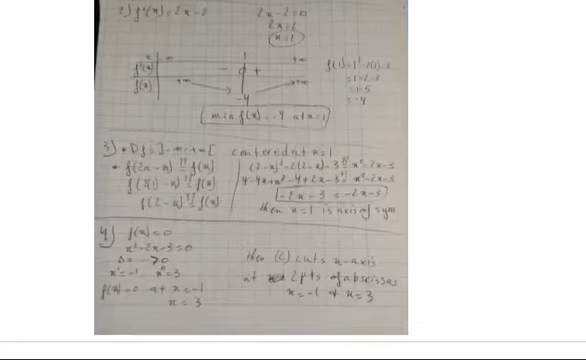 2) f'(x) = 2x - 2
2x - 2 = 0
2x = 2
x = 1
x -∞ 1 +∞
f'(x) - 0 +
f(x) +∞ -4 +∞
f(1) = 1² - 2(1) - 3
= 1 - 2 - 3
= 1 - 5
= -4
min f(x) = -4 at x = 1
3) • Df = ]-∞; +∞[ centered at x = 1
• f(2a - x) =?? f(x)
f(2(1) - x) =?? f(x)
f(2 - x) =?? f(x)
(2 - x)² - 2(2 - x) - 3 =?? x² - 2x - 3
4 - 4x + x² - 4 + 2x - 3 =?? x² - 2x - 3
-2x - 3 = -2x - 3
then x = 1 is axis of sym
4) f(x) = 0
x² - 2x - 3 = 0
Δ = ... > 0
x' = -1 x'' = 3
f(x) = 0 at x = -1
x = 3
then (C) cuts x-axis
at 2 pts of abscissas
x = -1 & x = 3